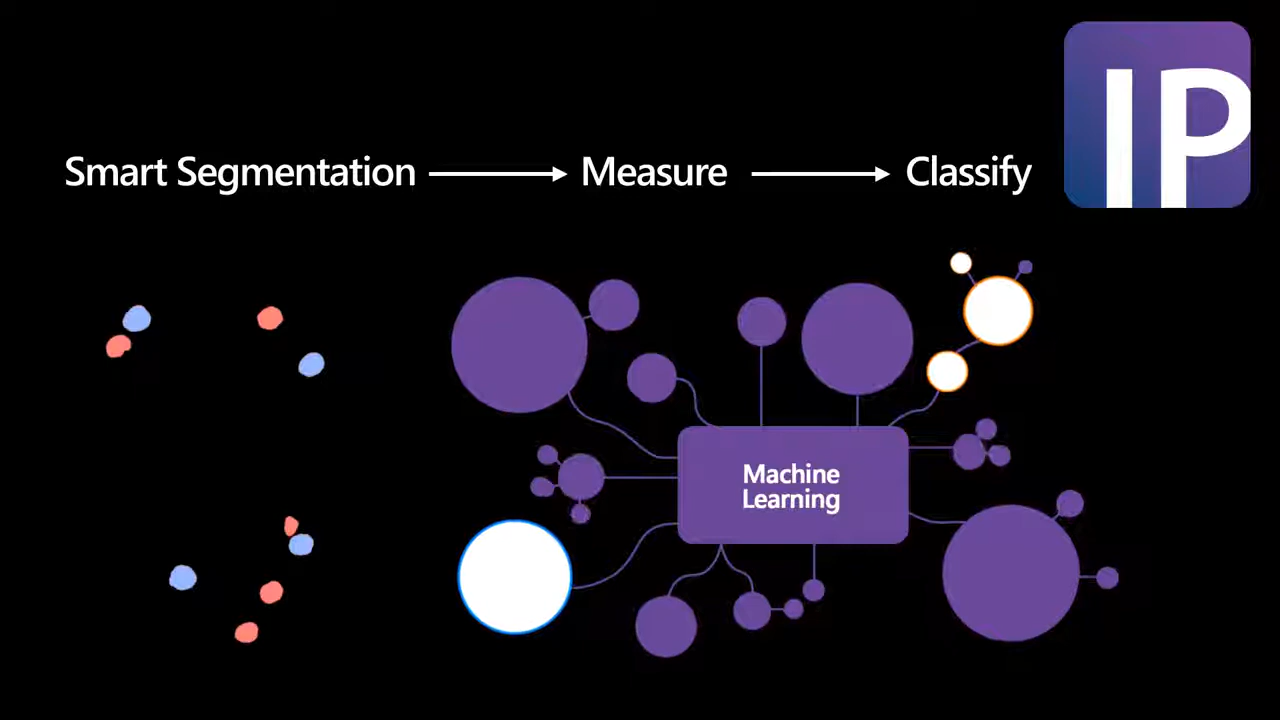 IP
Smart Segmentation → Measure → Classify
Machine
Learning